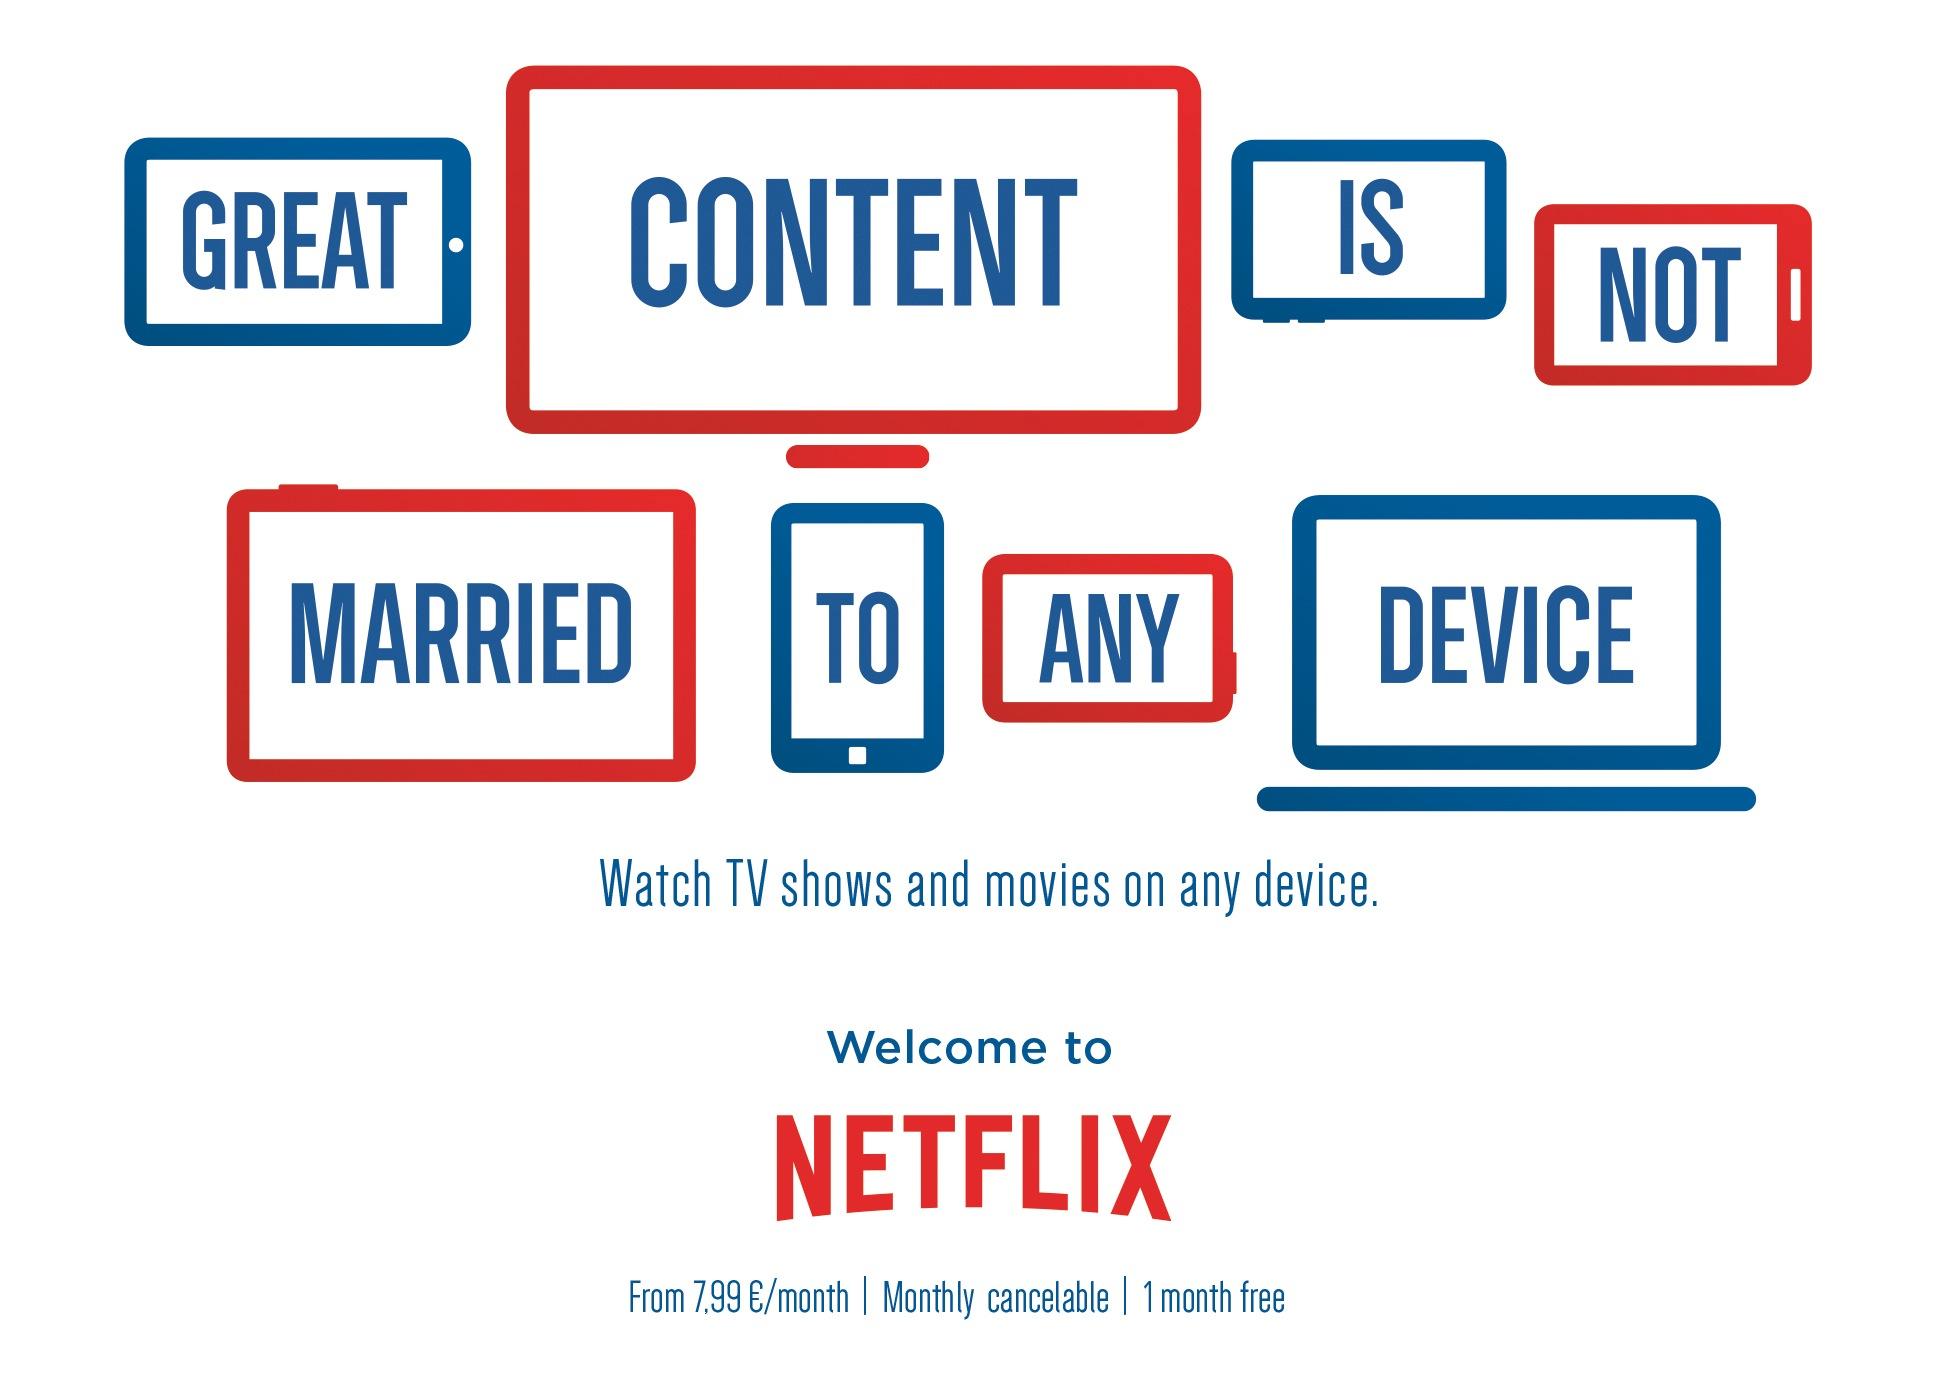 GREAT CONTENT IS NOT
MARRIED TO ANY DEVICE
Watch TV shows and movies on any device.
Welcome to
NETFLIX
From 7,99 €/month | Monthly cancelable | 1 month free